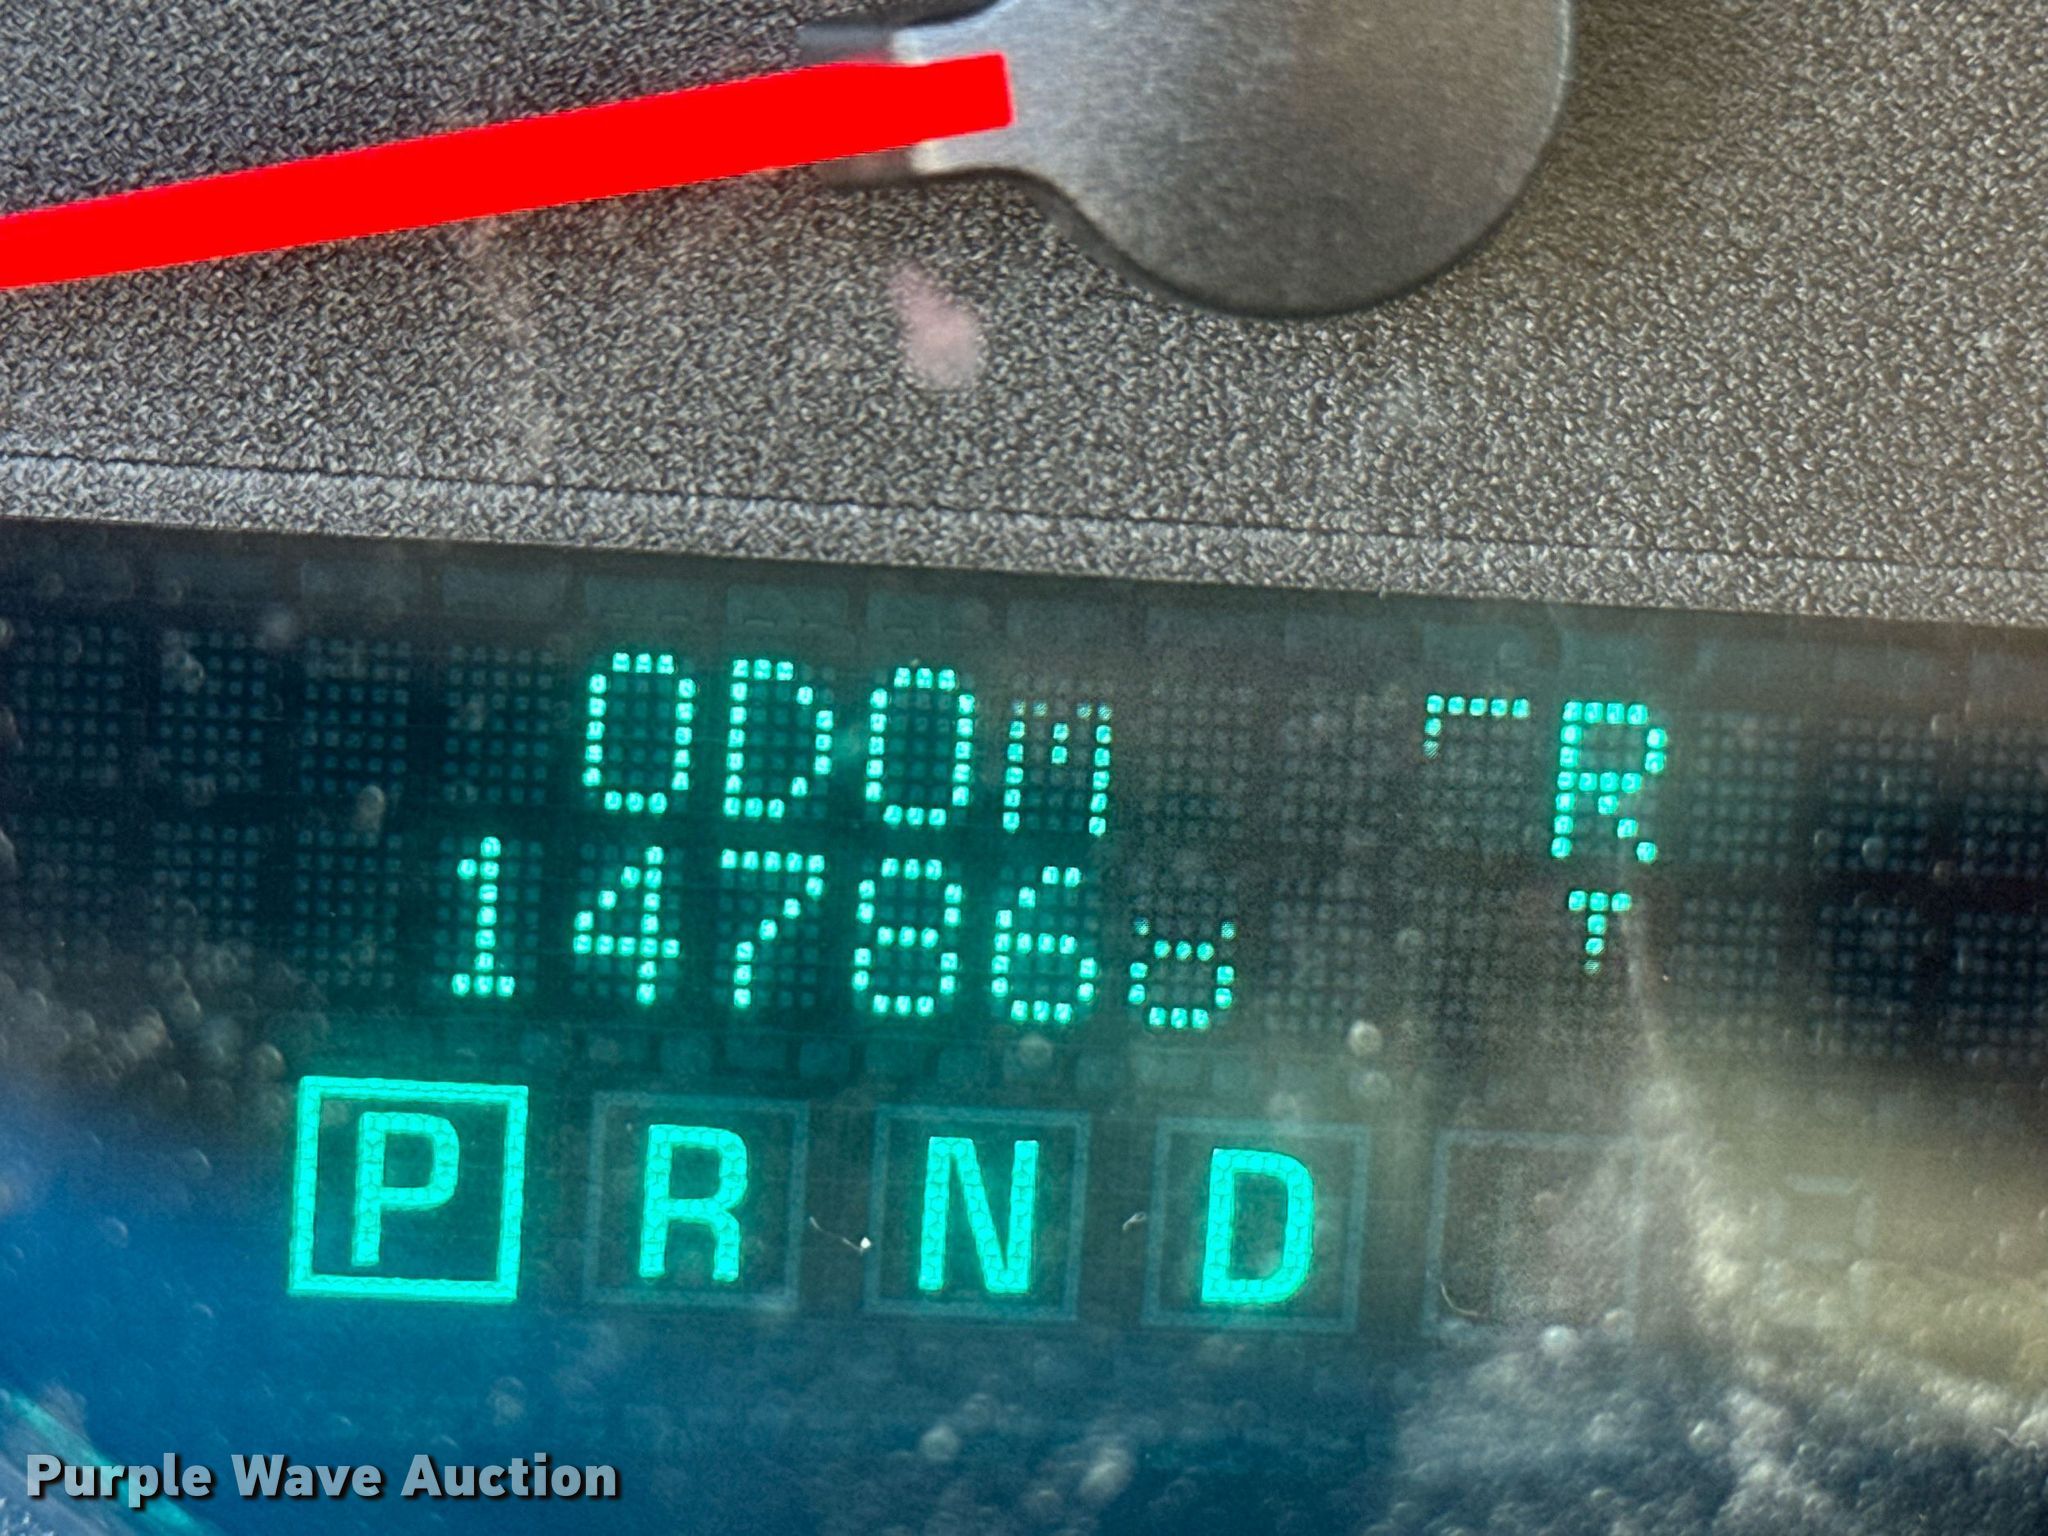 ODOM R
147868 T
P R N D
Purple Wave Auction